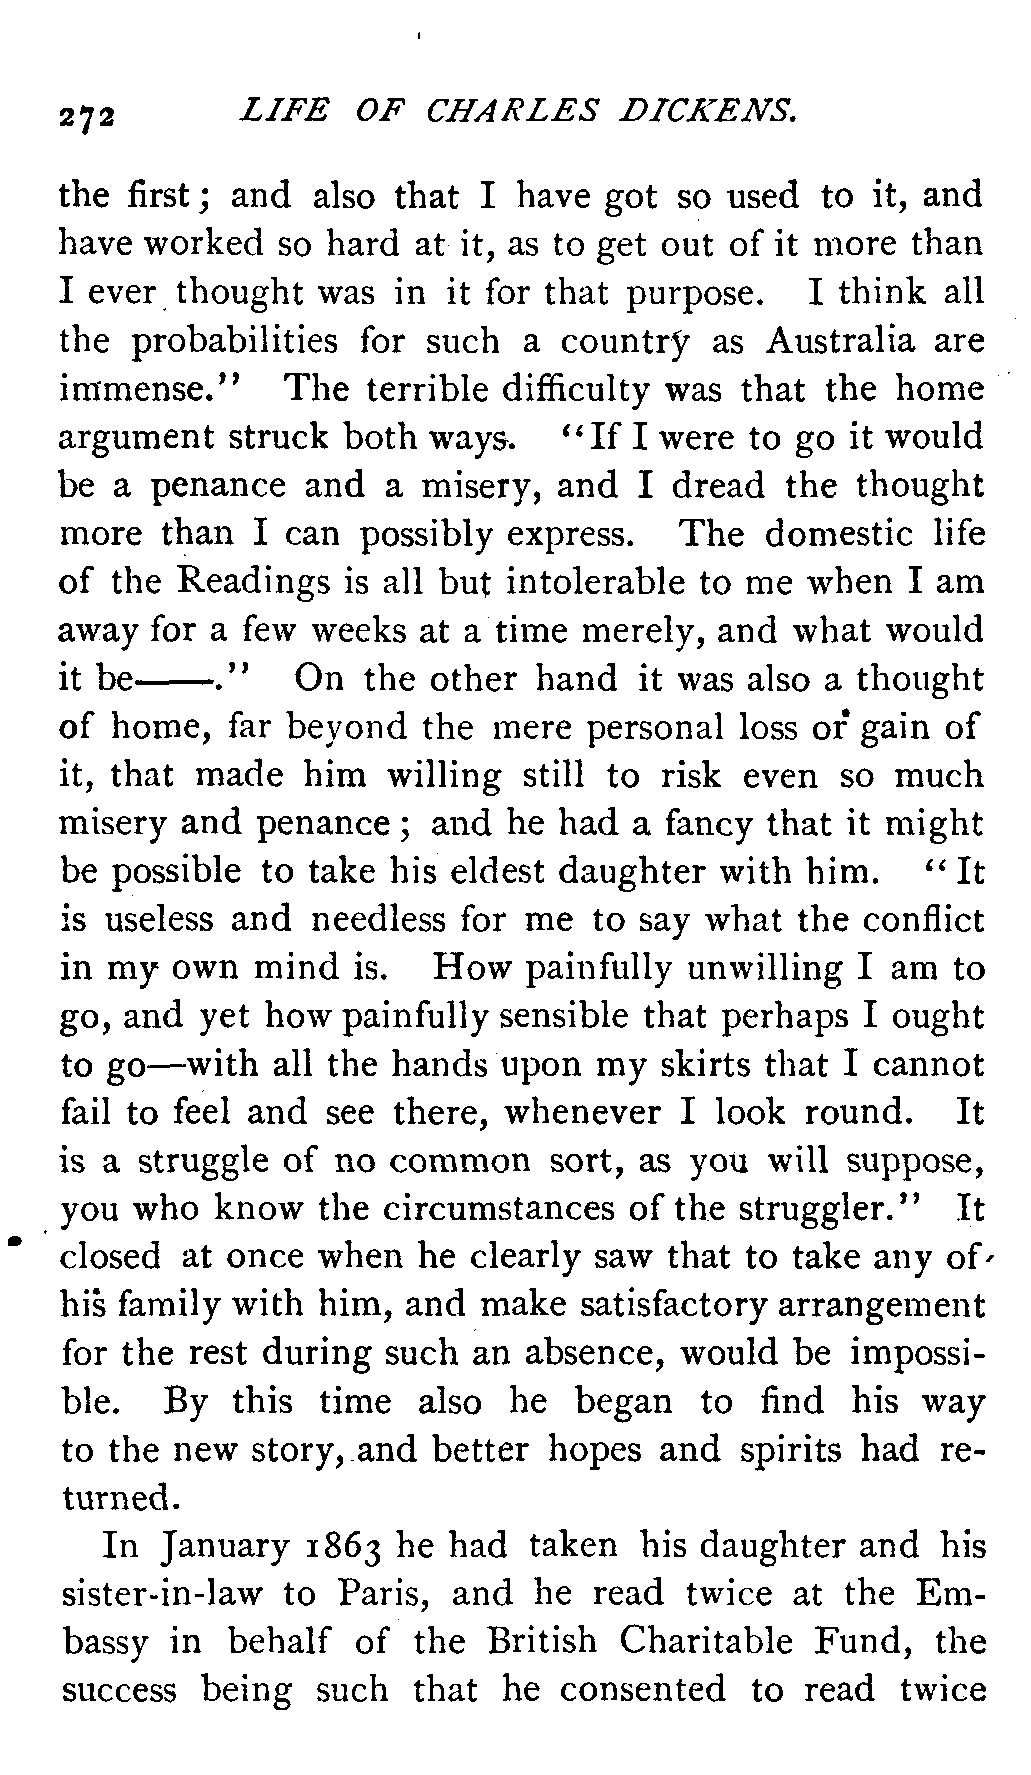 272 LIFE OF CHARLES DICKENS.
the first; and also that I have got so used to it, and
have worked so hard at it, as to get out of it more than
I ever thought was in it for that purpose. I think all
the probabilities for such a country as Australia are
immense." The terrible difficulty was that the home
argument struck both ways. "If I were to go it would
be a penance and a misery, and I dread the thought
more than I can possibly express. The domestic life
of the Readings is all but intolerable to me when I am
away for a few weeks at a time merely, and what would
it be——." On the other hand it was also a thought
of home, far beyond the mere personal loss or gain of
it, that made him willing still to risk even so much
misery and penance; and he had a fancy that it might
be possible to take his eldest daughter with him. "It
is useless and needless for me to say what the conflict
in my own mind is. How painfully unwilling I am to
go, and yet how painfully sensible that perhaps I ought
to go—with all the hands upon my skirts that I cannot
fail to feel and see there, whenever I look round. It
is a struggle of no common sort, as you will suppose,
you who know the circumstances of the struggler." It
closed at once when he clearly saw that to take any of
his family with him, and make satisfactory arrangement
for the rest during such an absence, would be impossi-
ble. By this time also he began to find his way
to the new story, and better hopes and spirits had re-
turned.
In January 1863 he had taken his daughter and his
sister-in-law to Paris, and he read twice at the Em-
bassy in behalf of the British Charitable Fund, the
success being such that he consented to read twice